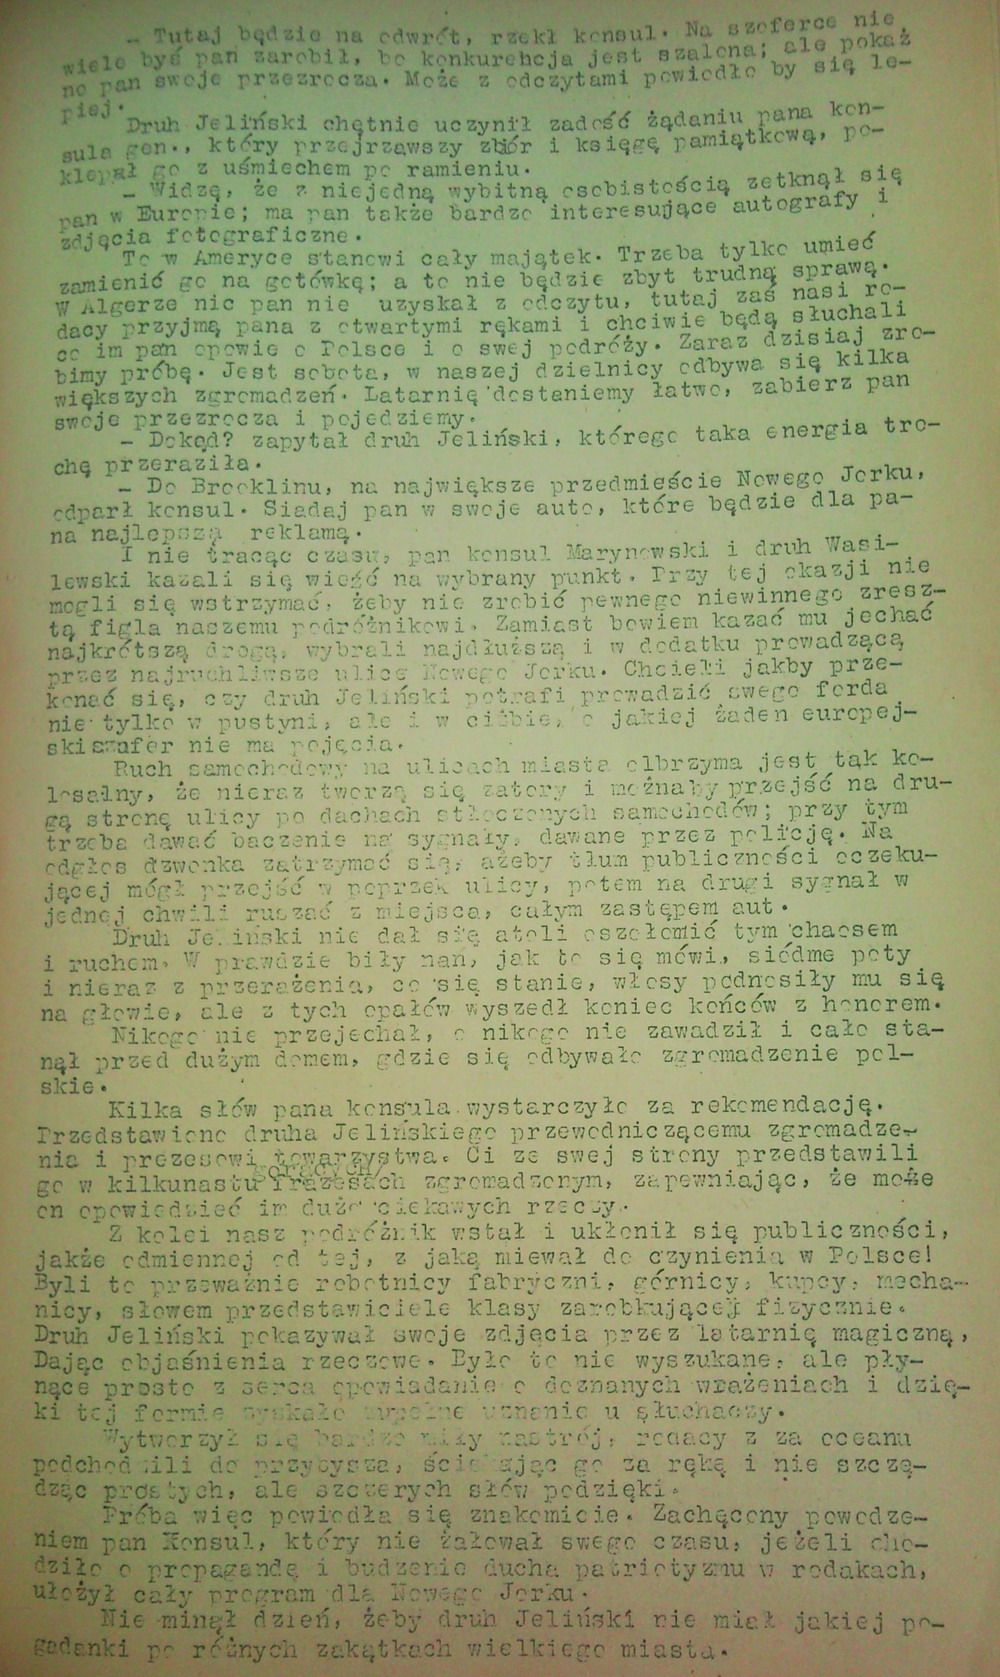 – Tutaj będzie na odwrót, rzekł konsul. Na szoferce nie
wiele byś pan zarobił, bo konkurencja jest szalona; ale pokaż
no pan swoje przezrocza. Może z odczytami powiodło by się le-
piej.
Druh Jeliński chętnie uczynił zadość żądaniu pana kon-
sula gen., który przejrzawszy zbiór i księgę pamiątkową, po-
klepał go z uśmiechem po ramieniu.
– Widzę, że z niejedną wybitną osobistością zetknął się
pan w Europie; ma pan także bardzo interesujące autografy i
zdjęcia fotograficzne.
To w Ameryce stanowi cały majątek. Trzeba tylko umieć
zamienić go na gotówkę; a to nie będzie zbyt trudną sprawą.
W Algerze nic pan nie uzyskał z odczytu, tutaj zaś nasi ro-
dacy przyjmą pana z otwartymi rękami i chciwie będą słuchali
co im pan opowie o Polsce i o swej podróży. Zaraz dzisiaj zro-
bimy próbę. Jest sobota, w naszej dzielnicy odbywa się kilka
większych zgromadzeń. Latarnię dostaniemy łatwo, zabierz pan
swoje przezrocza i pojedziemy.
– Dokąd? zapytał druh Jeliński, którego taka energia tro-
chę przeraziła.
– Do Brooklinu, na największe przedmieście Nowego Jorku,
odparł konsul. Siadaj pan w swoje auto, które będzie dla pa-
na najlepszą reklamą.
I nie tracąc czasu, pan konsul Marynowski i druh Wasi-
lewski kazali się wieźć na wybrany punkt. Przy tej okazji nie
mogli się wstrzymać, żeby nie zrobić pewnego niewinnego zresz-
tą figla naszemu podróżnikowi. Zamiast bowiem kazać mu jechać
najkrótszą drogą, wybrali najdłuższą i w dodatku prowadzącą
przez najruchliwsze ulice Nowego Jorku. Chcieli jakby prze-
konać się, czy druh Jeliński potrafi prowadzić swego forda
nie tylko w pustyni, ale i w ciżbie, o jakiej żaden europej-
ski szafer nie ma pojęcia.
Ruch samochodowy na ulicach miasta olbrzyma jest tak ko-
losalny, że nieraz tworzą się zatory i możnaby przejść na dru-
gą stronę ulicy po dachach stłoczonych samochodów; przy tym
trzeba dawać baczenie na sygnały, dawane przez policję. Na
odgłos dzwonka zatrzymać się, ażeby tłum publiczności oczeku-
jącej mógł przejść w poprzek ulicy, potem na drugi sygnał w
jednej chwili ruszać z miejsca, całym zastępem aut.
Druh Jeliński nie dał się atoli oszołomić tym chaosem
i ruchem. W prawdzie biły nań, jak to się mówi, siódme poty
i nieraz z przerażenia, co się stanie, włosy podnosiły mu się
na głowie, ale z tych opałów wyszedł koniec końców z honorem.
Nikogo nie przejechał, o nikogo nie zawadził i cało sta-
nął przed dużym domem, gdzie się odbywało zgromadzenie pol-
skie.
Kilka słów pana konsula wystarczyło za rekomendację.
Przedstawiono druha Jelińskiego przewodniczącemu zgromadze-
nia i prezesowi towarzystwa. Ci ze swej strony przedstawili
gorących/
go w kilkunastu frazesach zgromadzonym, zapewniając, że może
on opowiedzieć im dużo ciekawych rzeczy.
Z kolei nasz podróżnik wstał i ukłonił się publiczności,
jakże odmiennej od tej, z jaką miewał do czynienia w Polsce!
Byli to przeważnie robotnicy fabryczni, górnicy, kupcy, mecha-
nicy, słowem przedstawiciele klasy zarobkującej fizycznie.
Druh Jeliński pokazywał swoje zdjęcia przez latarnię magiczną,
Dając objaśnienia rzeczowe. Było to nie wyszukane, ale pły-
nące prosto z serca opowiadanie o doznanych wrażeniach i dzię-
ki tej formie zyskało zupełne uznanie u słuchaczy.
Wytworzył się bardzo miły nastrój, rodacy z za oceanu
podchodzili do przybysza, ściskając go za rękę i nie szczę-
dząc prostych, ale szczerych słów podzięki.
Próba więc powiodła się znakomicie. Zachęcony powodze-
niem pan Konsul, który nie żałował swego czasu, jeżeli cho-
dziło o propagandę i budzenie ducha patriotyzmu w rodakach,
ułożył cały program dla Nowego Jorku.
Nie minął dzień, żeby druh Jeliński nie miał jakiej po-
gadanki po różnych zakątkach wielkiego miasta.